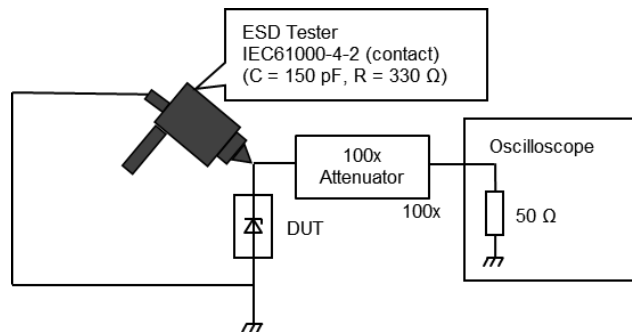 ESD Tester
IEC61000-4-2 (contact)
(C = 150 pF, R = 330 Ω)
100x
Attenuator
100x
Oscilloscope
50 Ω
DUT